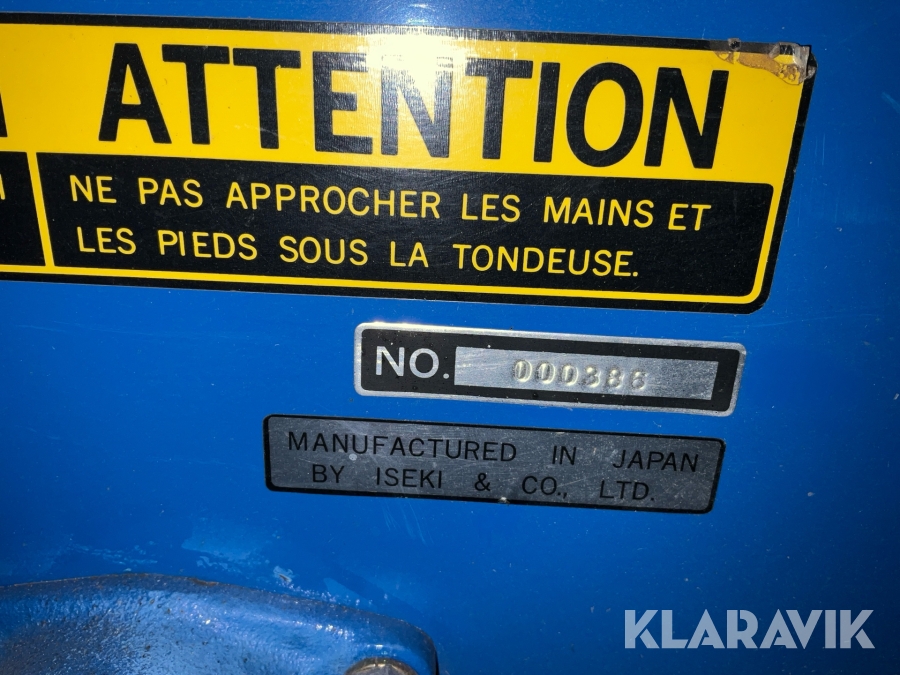 ATTENTION
NE PAS APPROCHER LES MAINS ET
LES PIEDS SOUS LA TONDEUSE.
NO. 000386
MANUFACTURED IN JAPAN
BY ISEKI & CO., LTD.
KLARAVIK